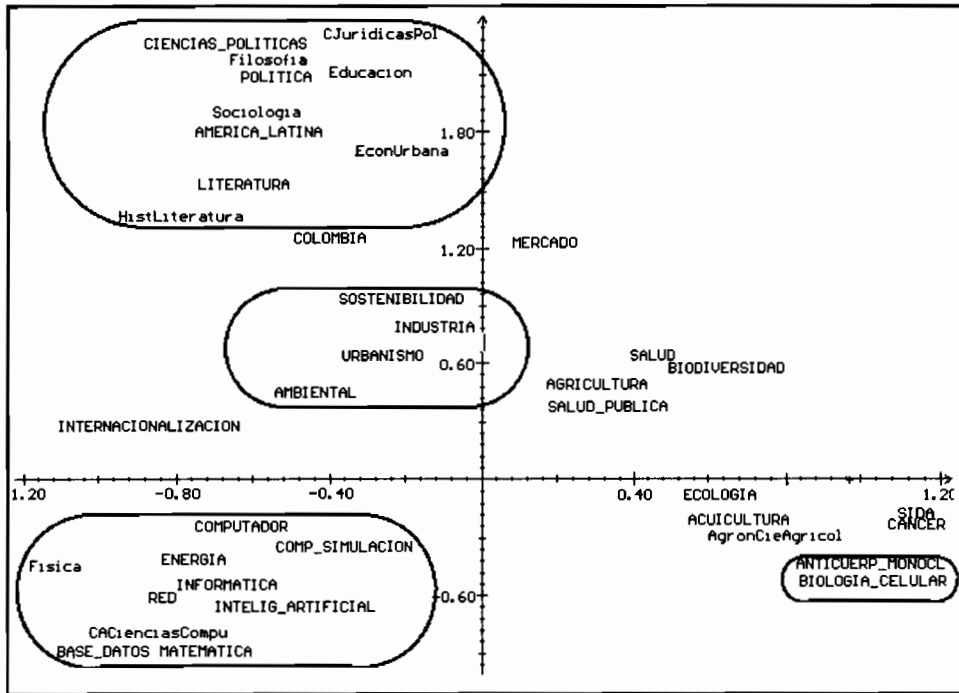 CJuridicasPol
CIENCIAS_POLITICAS
Filosofia
POLITICA
Educacion
Sociologia
AMERICA_LATINA
1.80
EconUrbana
LITERATURA
HistLiteratura
COLOMBIA
MERCADO
1.20
SOSTENIBILIDAD
INDUSTRIA
URBANISMO
0.60
SALUD
BIODIVERSIDAD
AMBIENTAL
AGRICULTURA
SALUD_PUBLICA
INTERNACIONALIZACION
1.20 -0.80 -0.40 0.40 ECOLOGIA 1.20
COMPUTADOR
ACUICULTURA
SIDA
CANCER
COMP_SIMULACION
AgronCieAgricol
ENERGIA
Fisica
ANTICUERP_MONOCL
INFORMATICA
BIOLOGIA_CELULAR
RED
INTELIG_ARTIFICIAL
0.60
CACienciasCompu
BASE_DATOS MATEMATICA